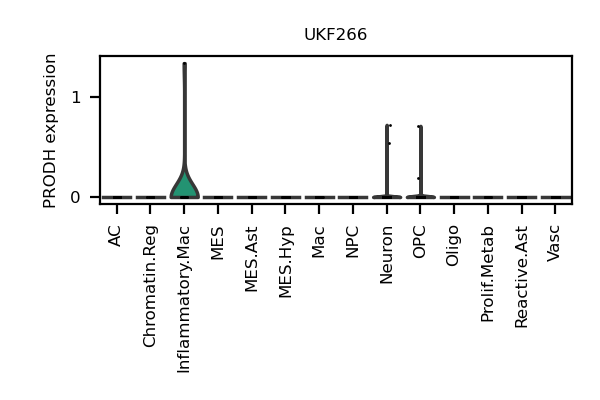 UKF266
PRODH expression
1
0
AC
Chromatin.Reg
Inflammatory.Mac
MES
MES.Ast
MES.Hyp
Mac
NPC
Neuron
OPC
Oligo
Prolif.Metab
Reactive.Ast
Vasc